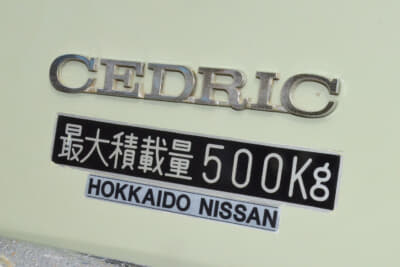 CEDRIC
最大積載量 500Kg
HOKKAIDO NISSAN